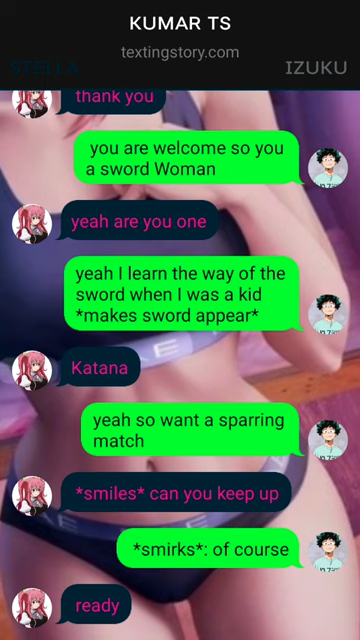 KUMAR TS
textingstory.com
STELLA
IZUKU
thank you
you are welcome so you
a sword Woman
yeah are you one
yeah I learn the way of the
sword when I was a kid
*makes sword appear*
Katana
yeah so want a sparring
match
*smiles* can you keep up
*smirks*: of course
ready